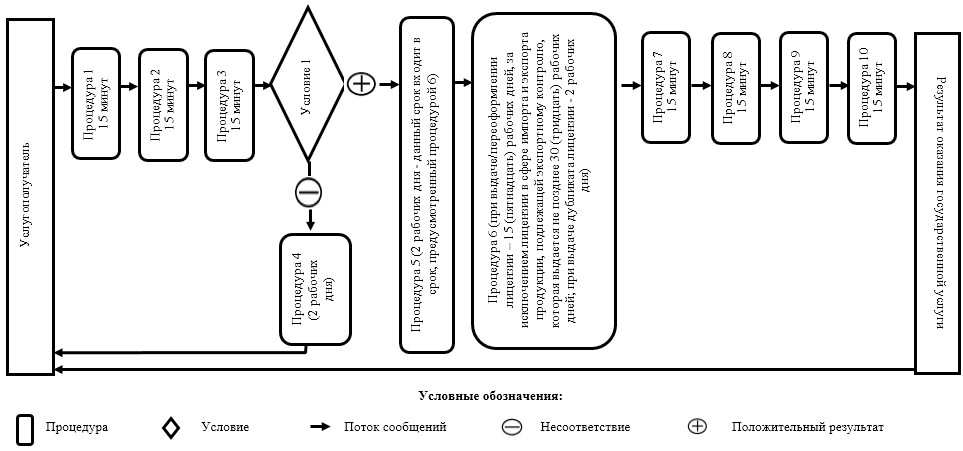 Услугополучатель
Процедура 1
15 минут
Процедура 2
15 минут
Процедура 3
15 минут
Условие 1
Процедура 4
(2 рабочих
дня)
Процедура 5 (2 рабочих дня - данный срок входит в
срок, предусмотренный процедурой 6)
Процедура 6 (при выдаче/переоформлении
лицензии – 15 (пятнадцать) рабочих дней, за
исключением лицензии в сфере импорта и экспорта
продукции, подлежащей экспортному контролю,
которая выдается не позднее 30 (тридцать) рабочих
дней; при выдаче дубликата лицензии - 2 рабочих
дня)
Процедура 7
15 минут
Процедура 8
15 минут
Процедура 9
15 минут
Процедура 10
15 минут
Результат оказания государственной услуги
Условные обозначения:
Процедура
Условие
Поток сообщений
Несоответствие
Положительный результат